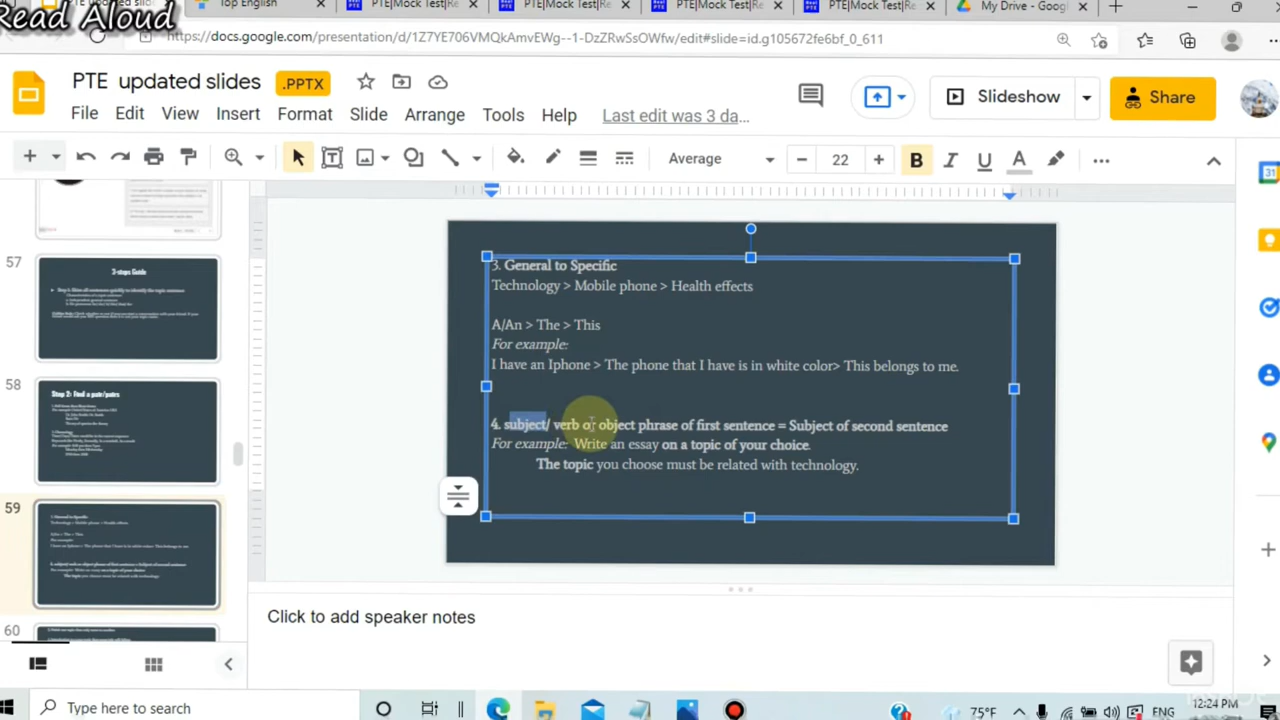 Read Aloud
PTE updated slides
Top English
PTE|Mock Test|Re
PTE|Mock Test|Re
PTE|Mock Test|Re
PTE|Mock Test|Re
My Drive - Googl
https://docs.google.com/presentation/d/1Z7YE706VMQkAmvEWg--1-DzZRwSsOWfw/edit#slide=id.g105672fe6bf_0_611
PTE updated slides .PPTX
Slideshow
Share
File Edit View Insert Format Slide Arrange Tools Help Last edit was 3 da...
Average
22
B I U A
31
57
3-steps Guide
58
Step 2: Find a pair/pairs
59
60
3. General to Specific
Technology > Mobile phone > Health effects
A/An > The > This
For example:
I have an Iphone > The phone that I have is in white color> This belongs to me.
4. subject/ verb or object phrase of first sentence = Subject of second sentence
For example: Write an essay on a topic of your choice.
The topic you choose must be related with technology.
Click to add speaker notes
Type here to search
75°F
ENG
12:24 PM